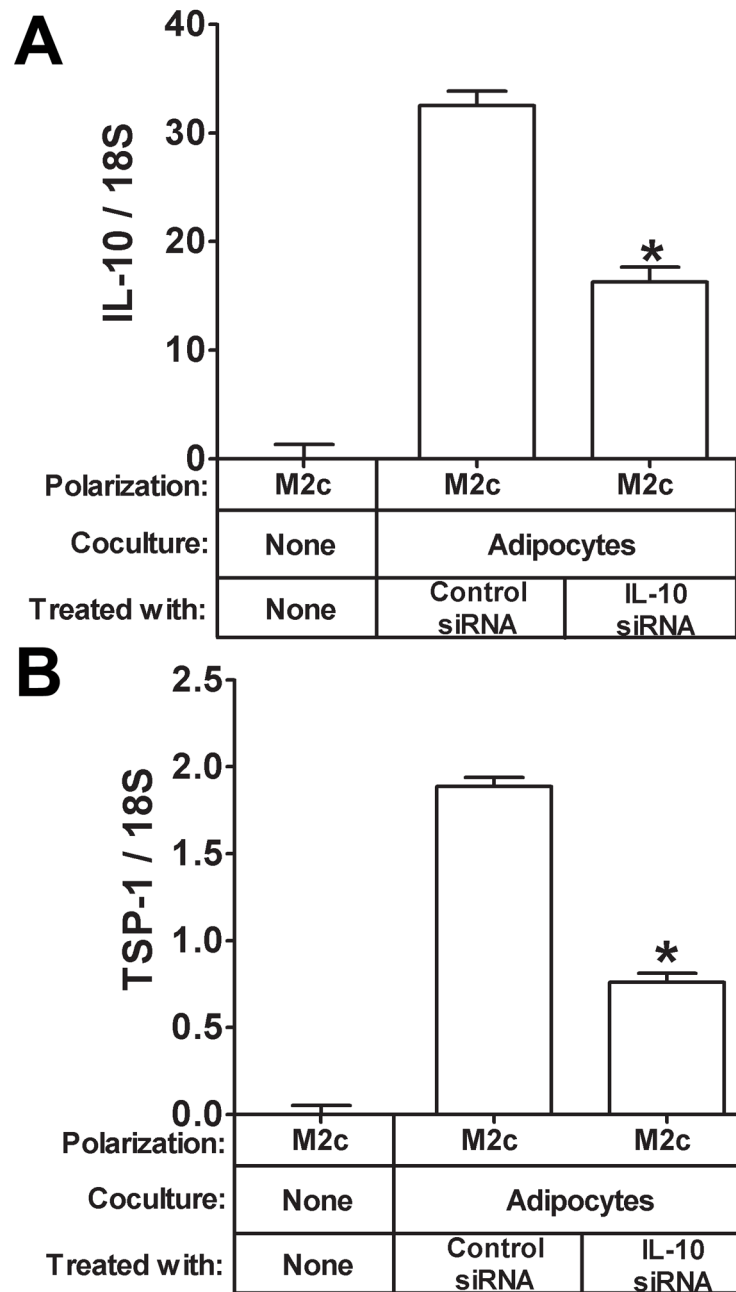 A
IL-10 / 18S
40
30
20
10
0
*
Polarization: M2c M2c M2c
Coculture: None Adipocytes
Treated with: None Control siRNA IL-10 siRNA
B
TSP-1 / 18S
2.5
2.0
1.5
1.0
0.5
0.0
*
Polarization: M2c M2c M2c
Coculture: None Adipocytes
Treated with: None Control siRNA IL-10 siRNA